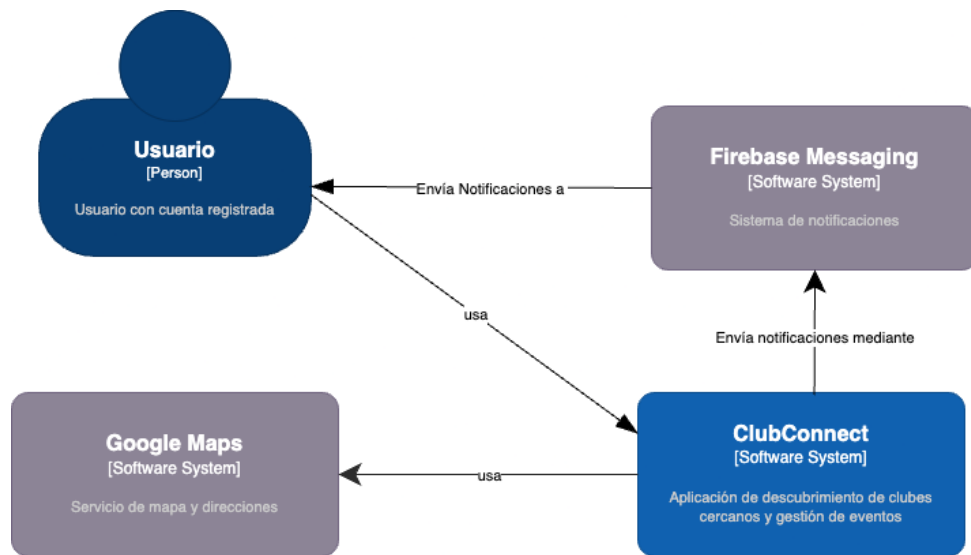 Usuario
[Person]
Usuario con cuenta registrada
Envía Notificaciones a
Firebase Messaging
[Software System]
Sistema de notificaciones
usa
Envía notificaciones mediante
Google Maps
[Software System]
Servicio de mapa y direcciones
usa
ClubConnect
[Software System]
Aplicación de descubrimiento de clubes
cercanos y gestión de eventos